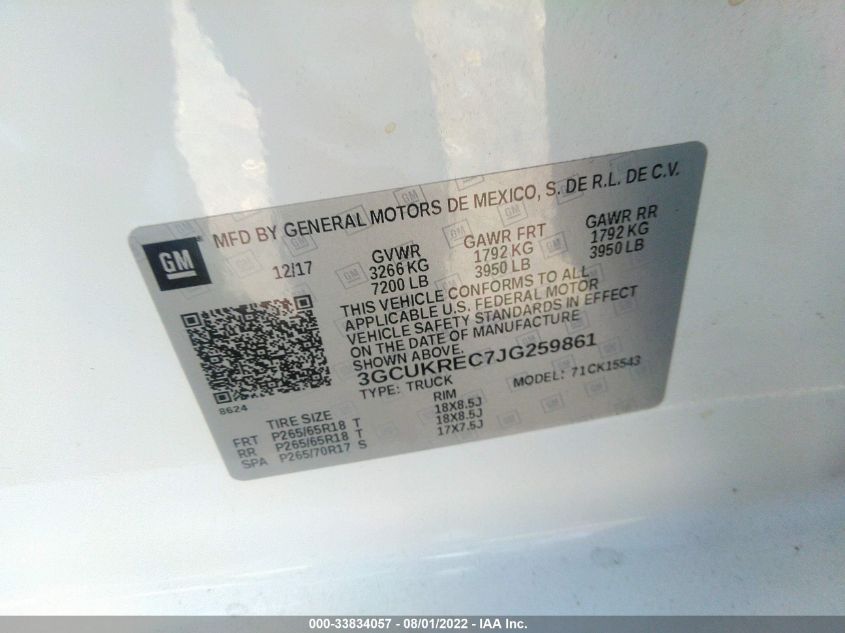 GM
MFD BY GENERAL MOTORS DE MEXICO, S. DE R.L. DE C.V.
12/17
GVWR GAWR FRT GAWR RR
3266 KG 1792 KG 1792 KG
7200 LB 3950 LB 3950 LB
THIS VEHICLE CONFORMS TO ALL
APPLICABLE U.S. FEDERAL MOTOR
VEHICLE SAFETY STANDARDS IN EFFECT
ON THE DATE OF MANUFACTURE
SHOWN ABOVE.
3GCUKREC7JG259861
TYPE: TRUCK MODEL: 71CK15543
8624
TIRE SIZE RIM
FRT P265/65R18 T 18X8.5J
RR P265/65R18 T 18X8.5J
SPA P265/70R17 S 17X7.5J
000-33834057 - 08/01/2022 - IAA Inc.